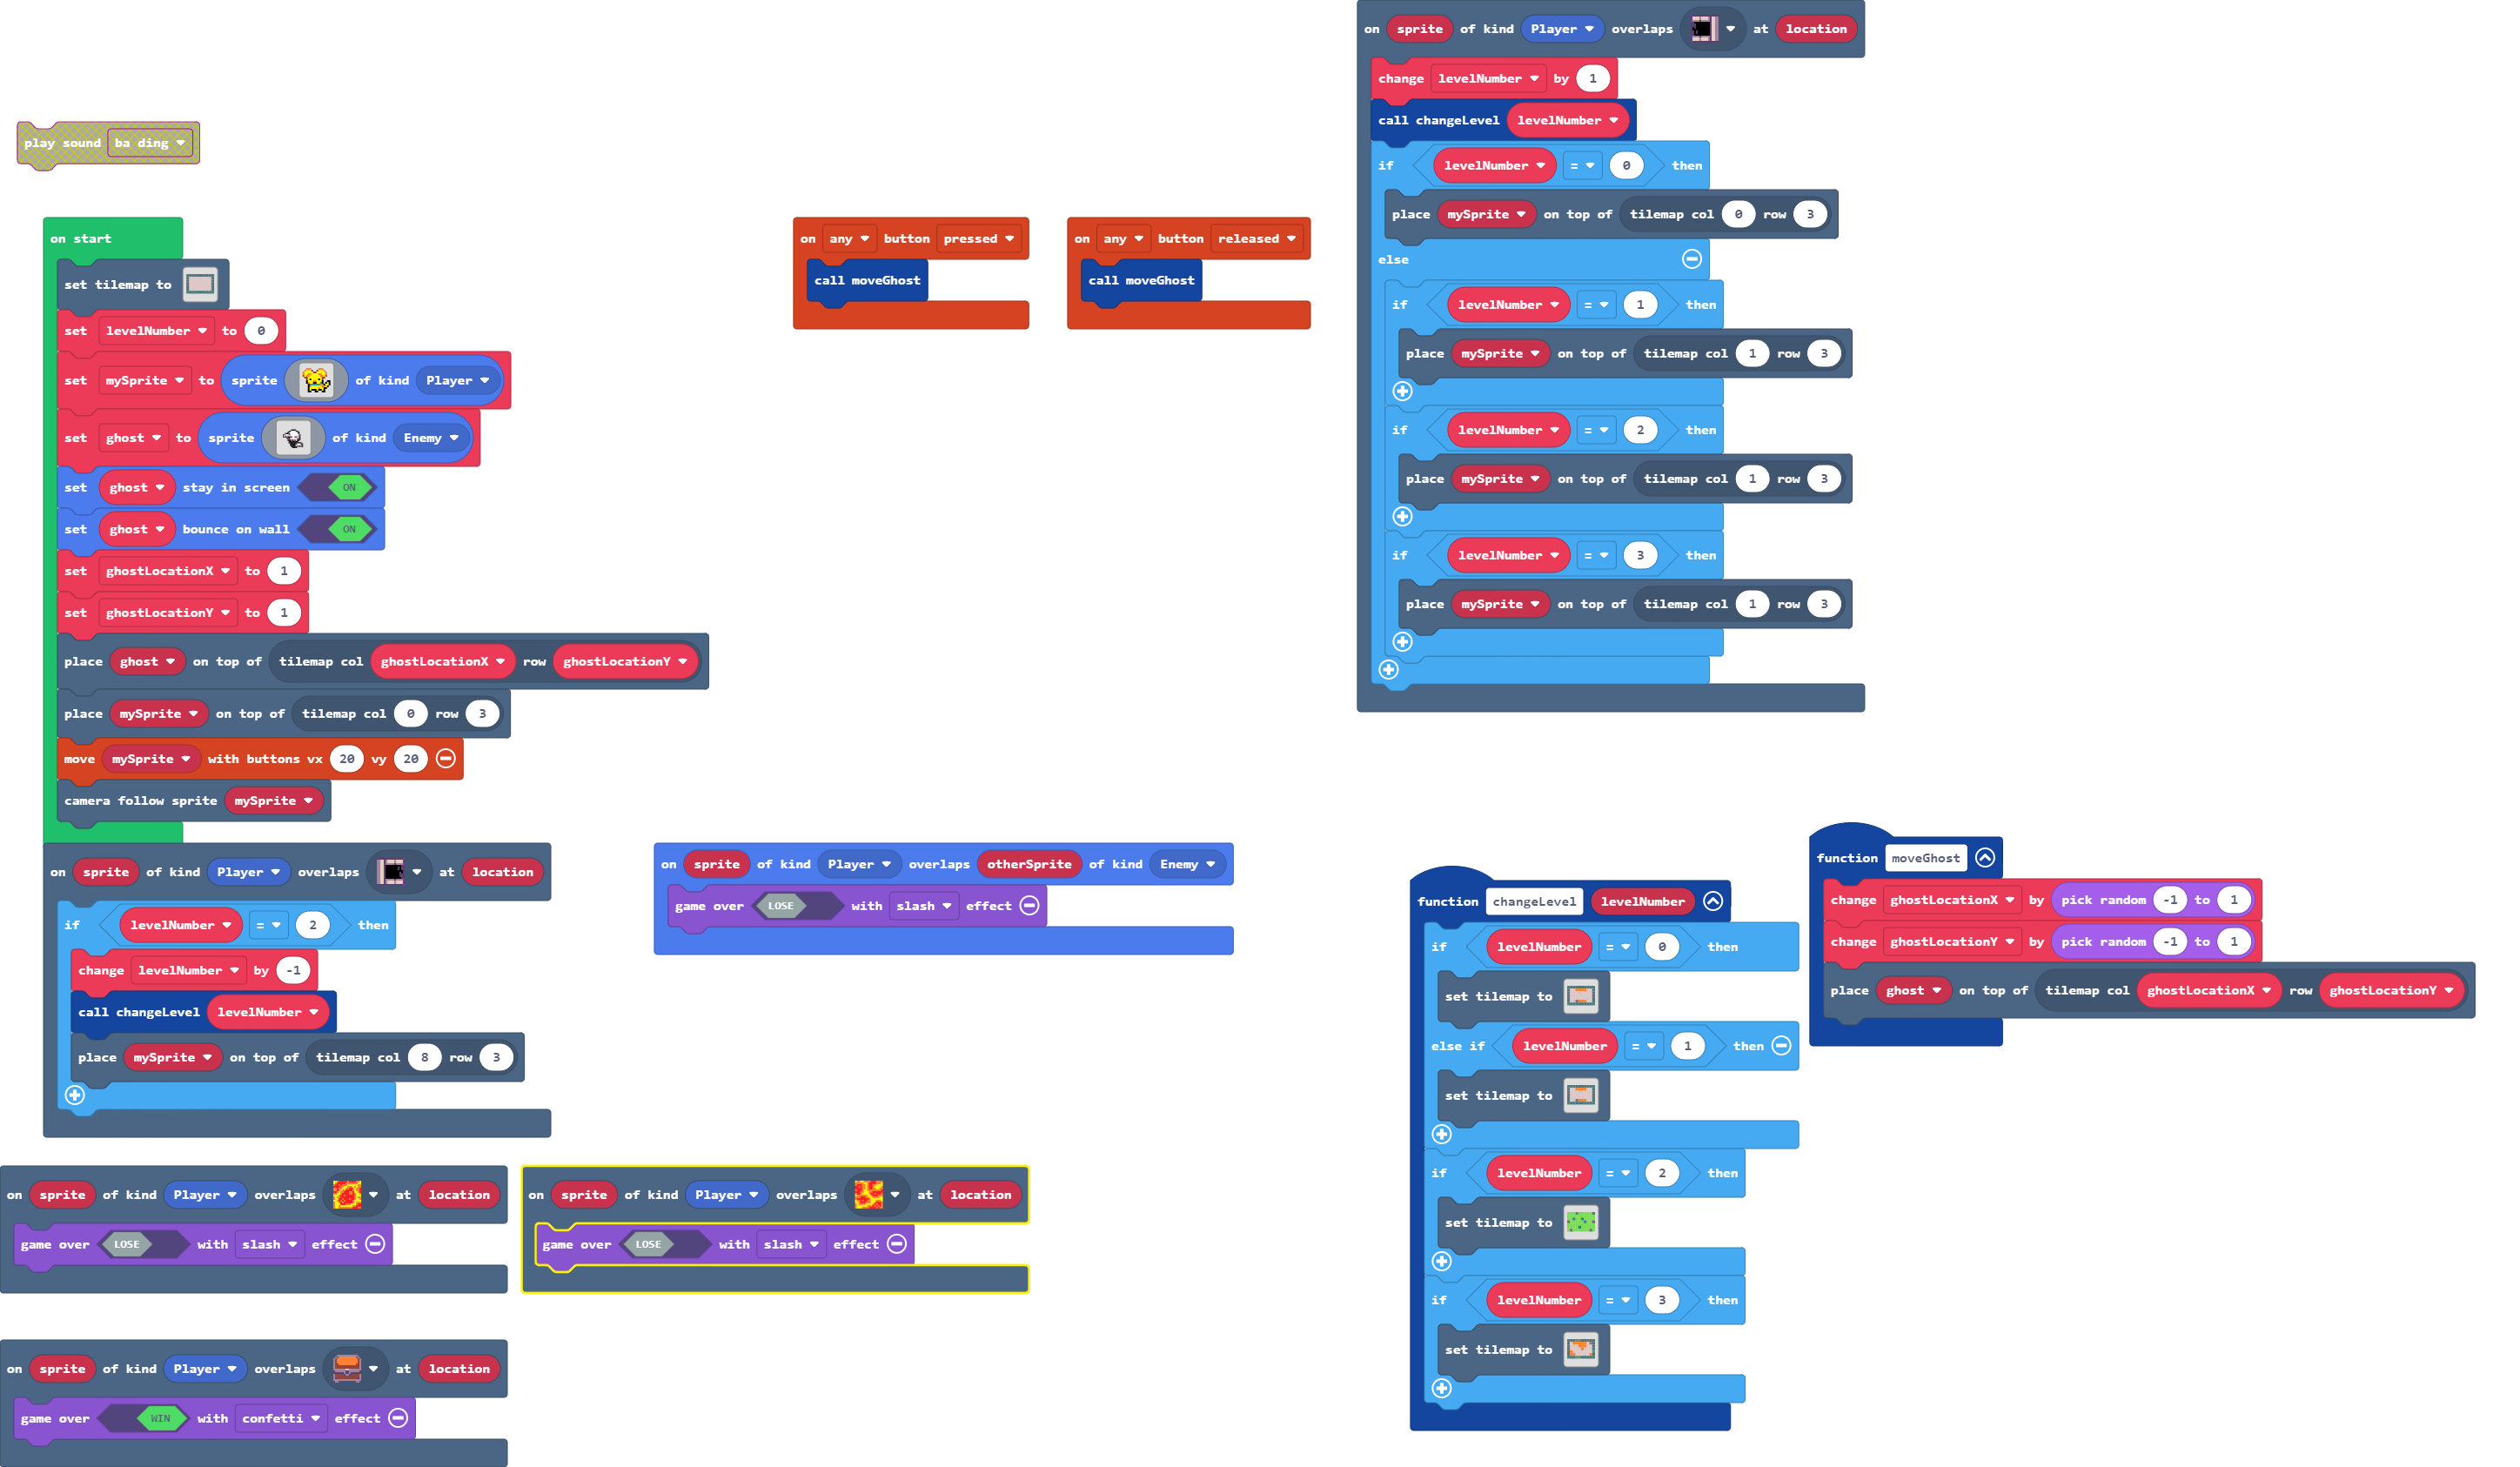 play sound ba ding
on start
set tilemap to
set levelNumber to 0
set mySprite to sprite of kind Player
set ghost to sprite of kind Enemy
set ghost stay in screen ON
set ghost bounce on wall ON
set ghostLocationX to 1
set ghostLocationY to 1
place ghost on top of tilemap col ghostLocationX row ghostLocationY
place mySprite on top of tilemap col 0 row 3
move mySprite with buttons vx 20 vy 20
camera follow sprite mySprite
on any button pressed
call moveGhost
on any button released
call moveGhost
on sprite of kind Player overlaps at location
change levelNumber by 1
call changeLevel levelNumber
if levelNumber = 0 then
place mySprite on top of tilemap col 0 row 3
else
if levelNumber = 1 then
place mySprite on top of tilemap col 1 row 3
if levelNumber = 2 then
place mySprite on top of tilemap col 1 row 3
if levelNumber = 3 then
place mySprite on top of tilemap col 1 row 3
on sprite of kind Player overlaps at location
if levelNumber = 2 then
change levelNumber by -1
call changeLevel levelNumber
place mySprite on top of tilemap col 8 row 3
on sprite of kind Player overlaps otherSprite of kind Enemy
game over LOSE with slash effect
on sprite of kind Player overlaps at location
game over LOSE with slash effect
on sprite of kind Player overlaps at location
game over LOSE with slash effect
on sprite of kind Player overlaps at location
game over WIN with confetti effect
function changeLevel levelNumber
if levelNumber = 0 then
set tilemap to
else if levelNumber = 1 then
set tilemap to
if levelNumber = 2 then
set tilemap to
if levelNumber = 3 then
set tilemap to
function moveGhost
change ghostLocationX by pick random -1 to 1
change ghostLocationY by pick random -1 to 1
place ghost on top of tilemap col ghostLocationX row ghostLocationY